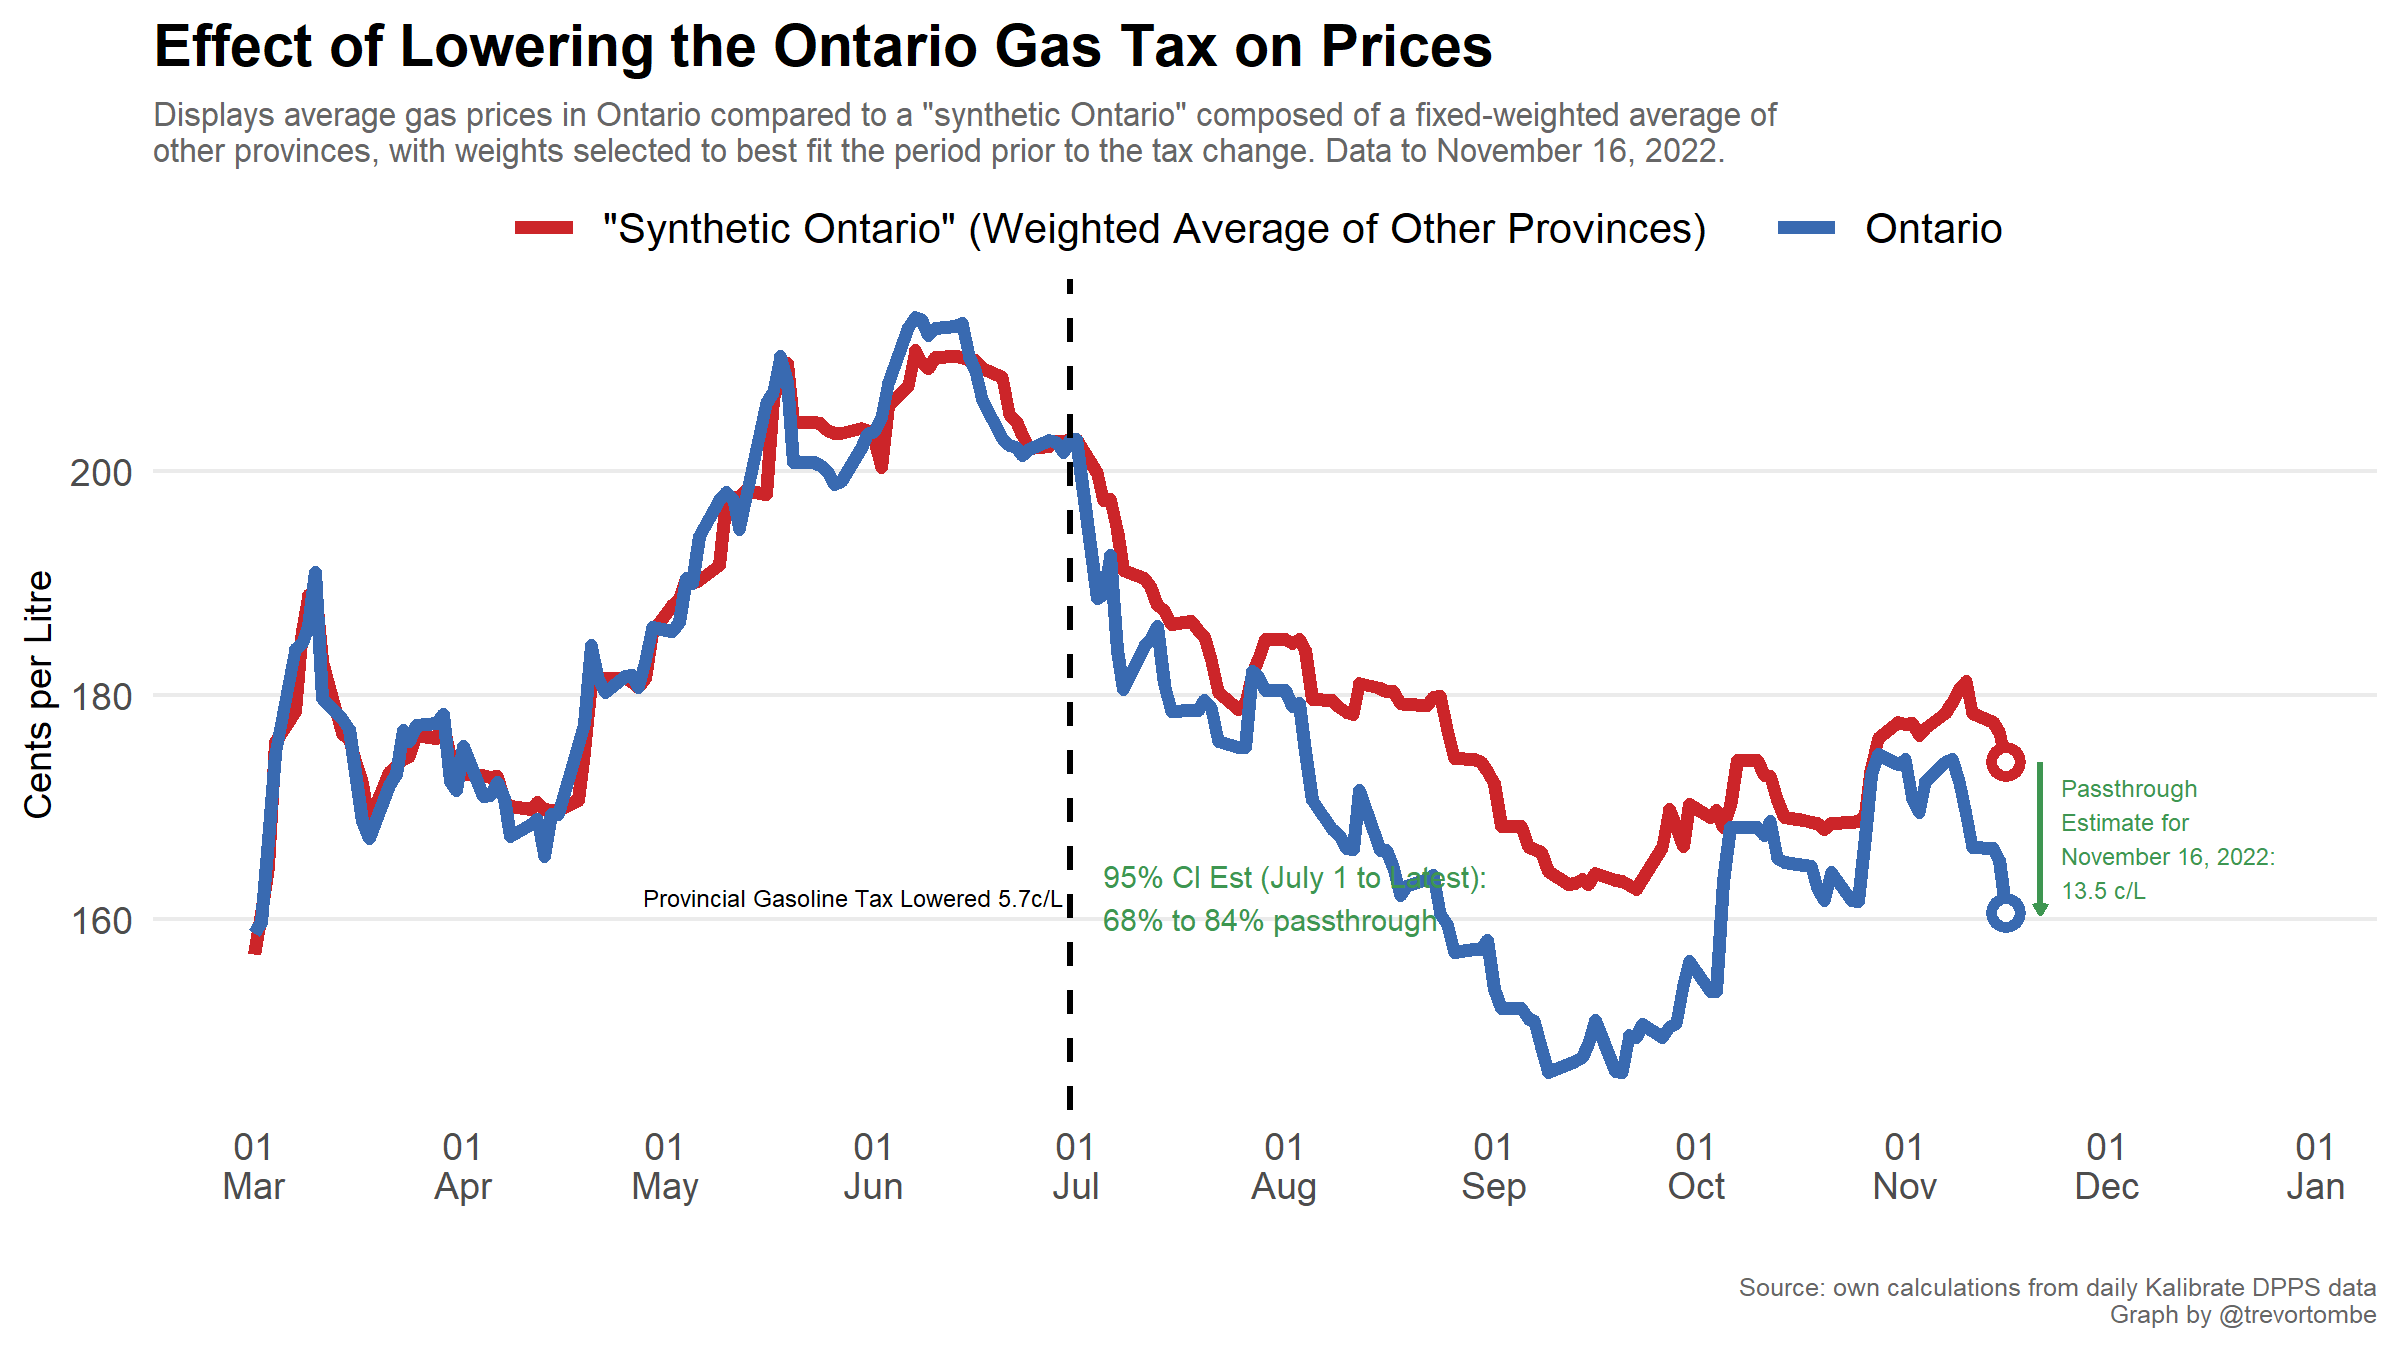 Effect of Lowering the Ontario Gas Tax on Prices
Displays average gas prices in Ontario compared to a "synthetic Ontario" composed of a fixed-weighted average of
other provinces, with weights selected to best fit the period prior to the tax change. Data to November 16, 2022.
"Synthetic Ontario" (Weighted Average of Other Provinces) Ontario
Cents per Litre
200
180
160
Provincial Gasoline Tax Lowered 5.7c/L
95% CI Est (July 1 to Latest):
68% to 84% passthrough
Passthrough
Estimate for
November 16, 2022:
13.5 c/L
01 01 01 01 01 01 01 01 01 01 01
Mar Apr May Jun Jul Aug Sep Oct Nov Dec Jan
Source: own calculations from daily Kalibrate DPPS data
Graph by @trevortombe